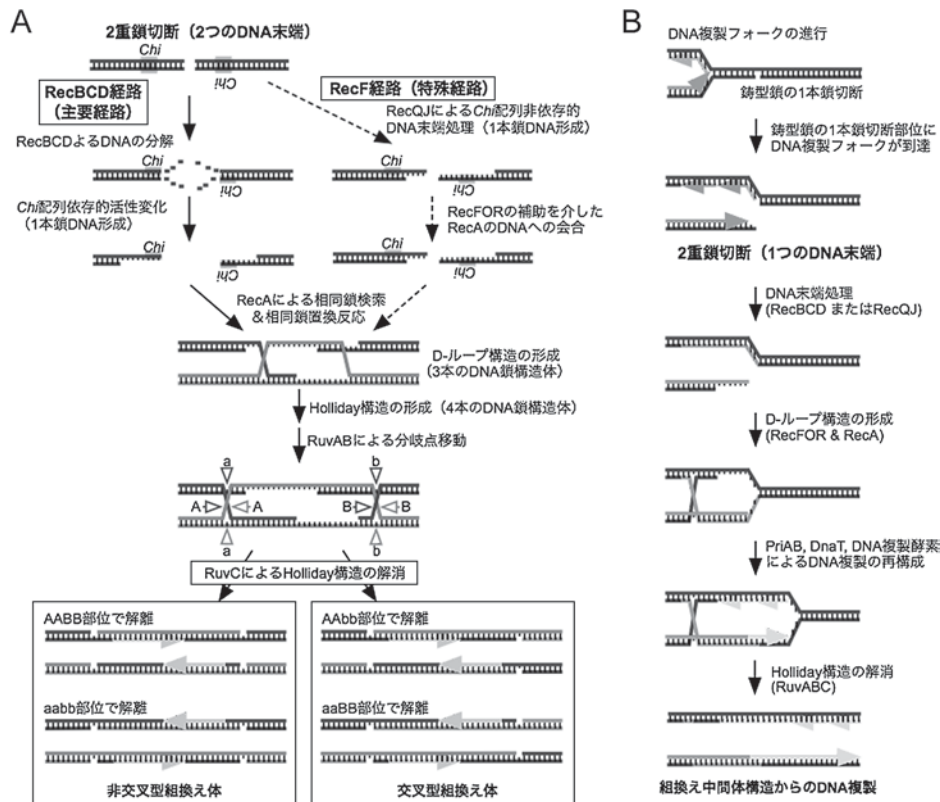 A
2重鎖切断（2つのDNA末端）
Chi
Chi
RecBCD経路
（主要経路）
RecF経路（特殊経路）
RecQJによるChi配列非依存的
DNA末端処理（1本鎖DNA形成）
RecBCDよるDNAの分解
Chi
Chi
Chi
Chi
Chi配列依存的活性変化
（1本鎖DNA形成）
RecFORの補助を介した
RecAのDNAへの会合
Chi
Chi
Chi
Chi
RecAによる相同鎖検索
＆相同鎖置換反応
D-ループ構造の形成
（3本のDNA鎖構造体）
Holliday構造の形成（4本のDNA鎖構造体）
RuvABによる分岐点移動
a
b
A
A
B
B
a
b
RuvCによるHolliday構造の解消
AABB部位で解離
aabb部位で解離
非交叉型組換え体
AAbb部位で解離
aaBB部位で解離
交叉型組換え体
B
DNA複製フォークの進行
鋳型鎖の1本鎖切断
鋳型鎖の1本鎖切断部位に
DNA複製フォークが到達
2重鎖切断（1つのDNA末端）
DNA末端処理
(RecBCD またはRecQJ)
D-ループ構造の形成
(RecFOR & RecA)
PriAB, DnaT, DNA複製酵素
によるDNA複製の再構成
Holliday構造の解消
(RuvABC)
組換え中間体構造からのDNA複製